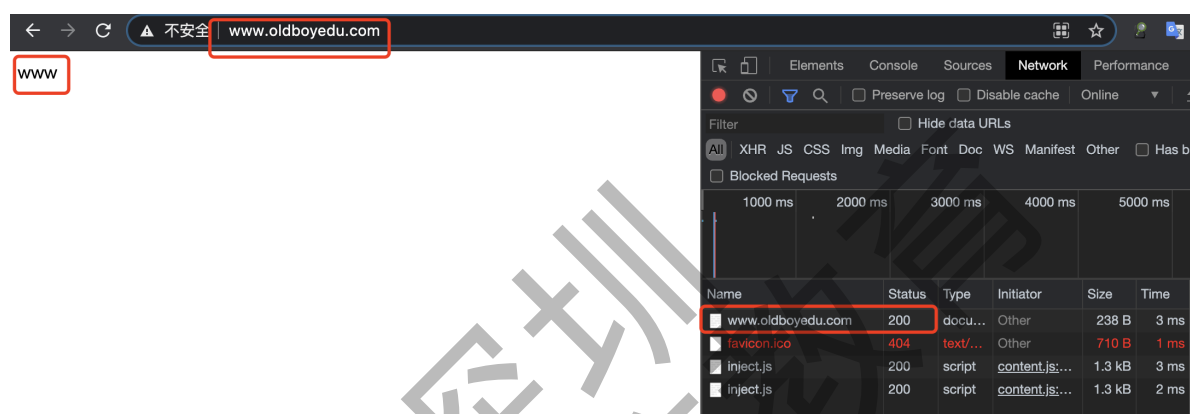 不安全 www.oldboyedu.com
www
Elements Console Sources Network Performance
Preserve log Disable cache Online
Filter Hide data URLs
All XHR JS CSS Img Media Font Doc WS Manifest Other Has b
Blocked Requests
1000 ms 2000 ms 3000 ms 4000 ms 5000 ms
Name Status Type Initiator Size Time
www.oldboyedu.com 200 docu... Other 238 B 3 ms
favicon.ico 404 text/... Other 710 B 1 ms
inject.js 200 script content.js:... 1.3 kB 3 ms
inject.js 200 script content.js:... 1.3 kB 2 ms
深圳
教育